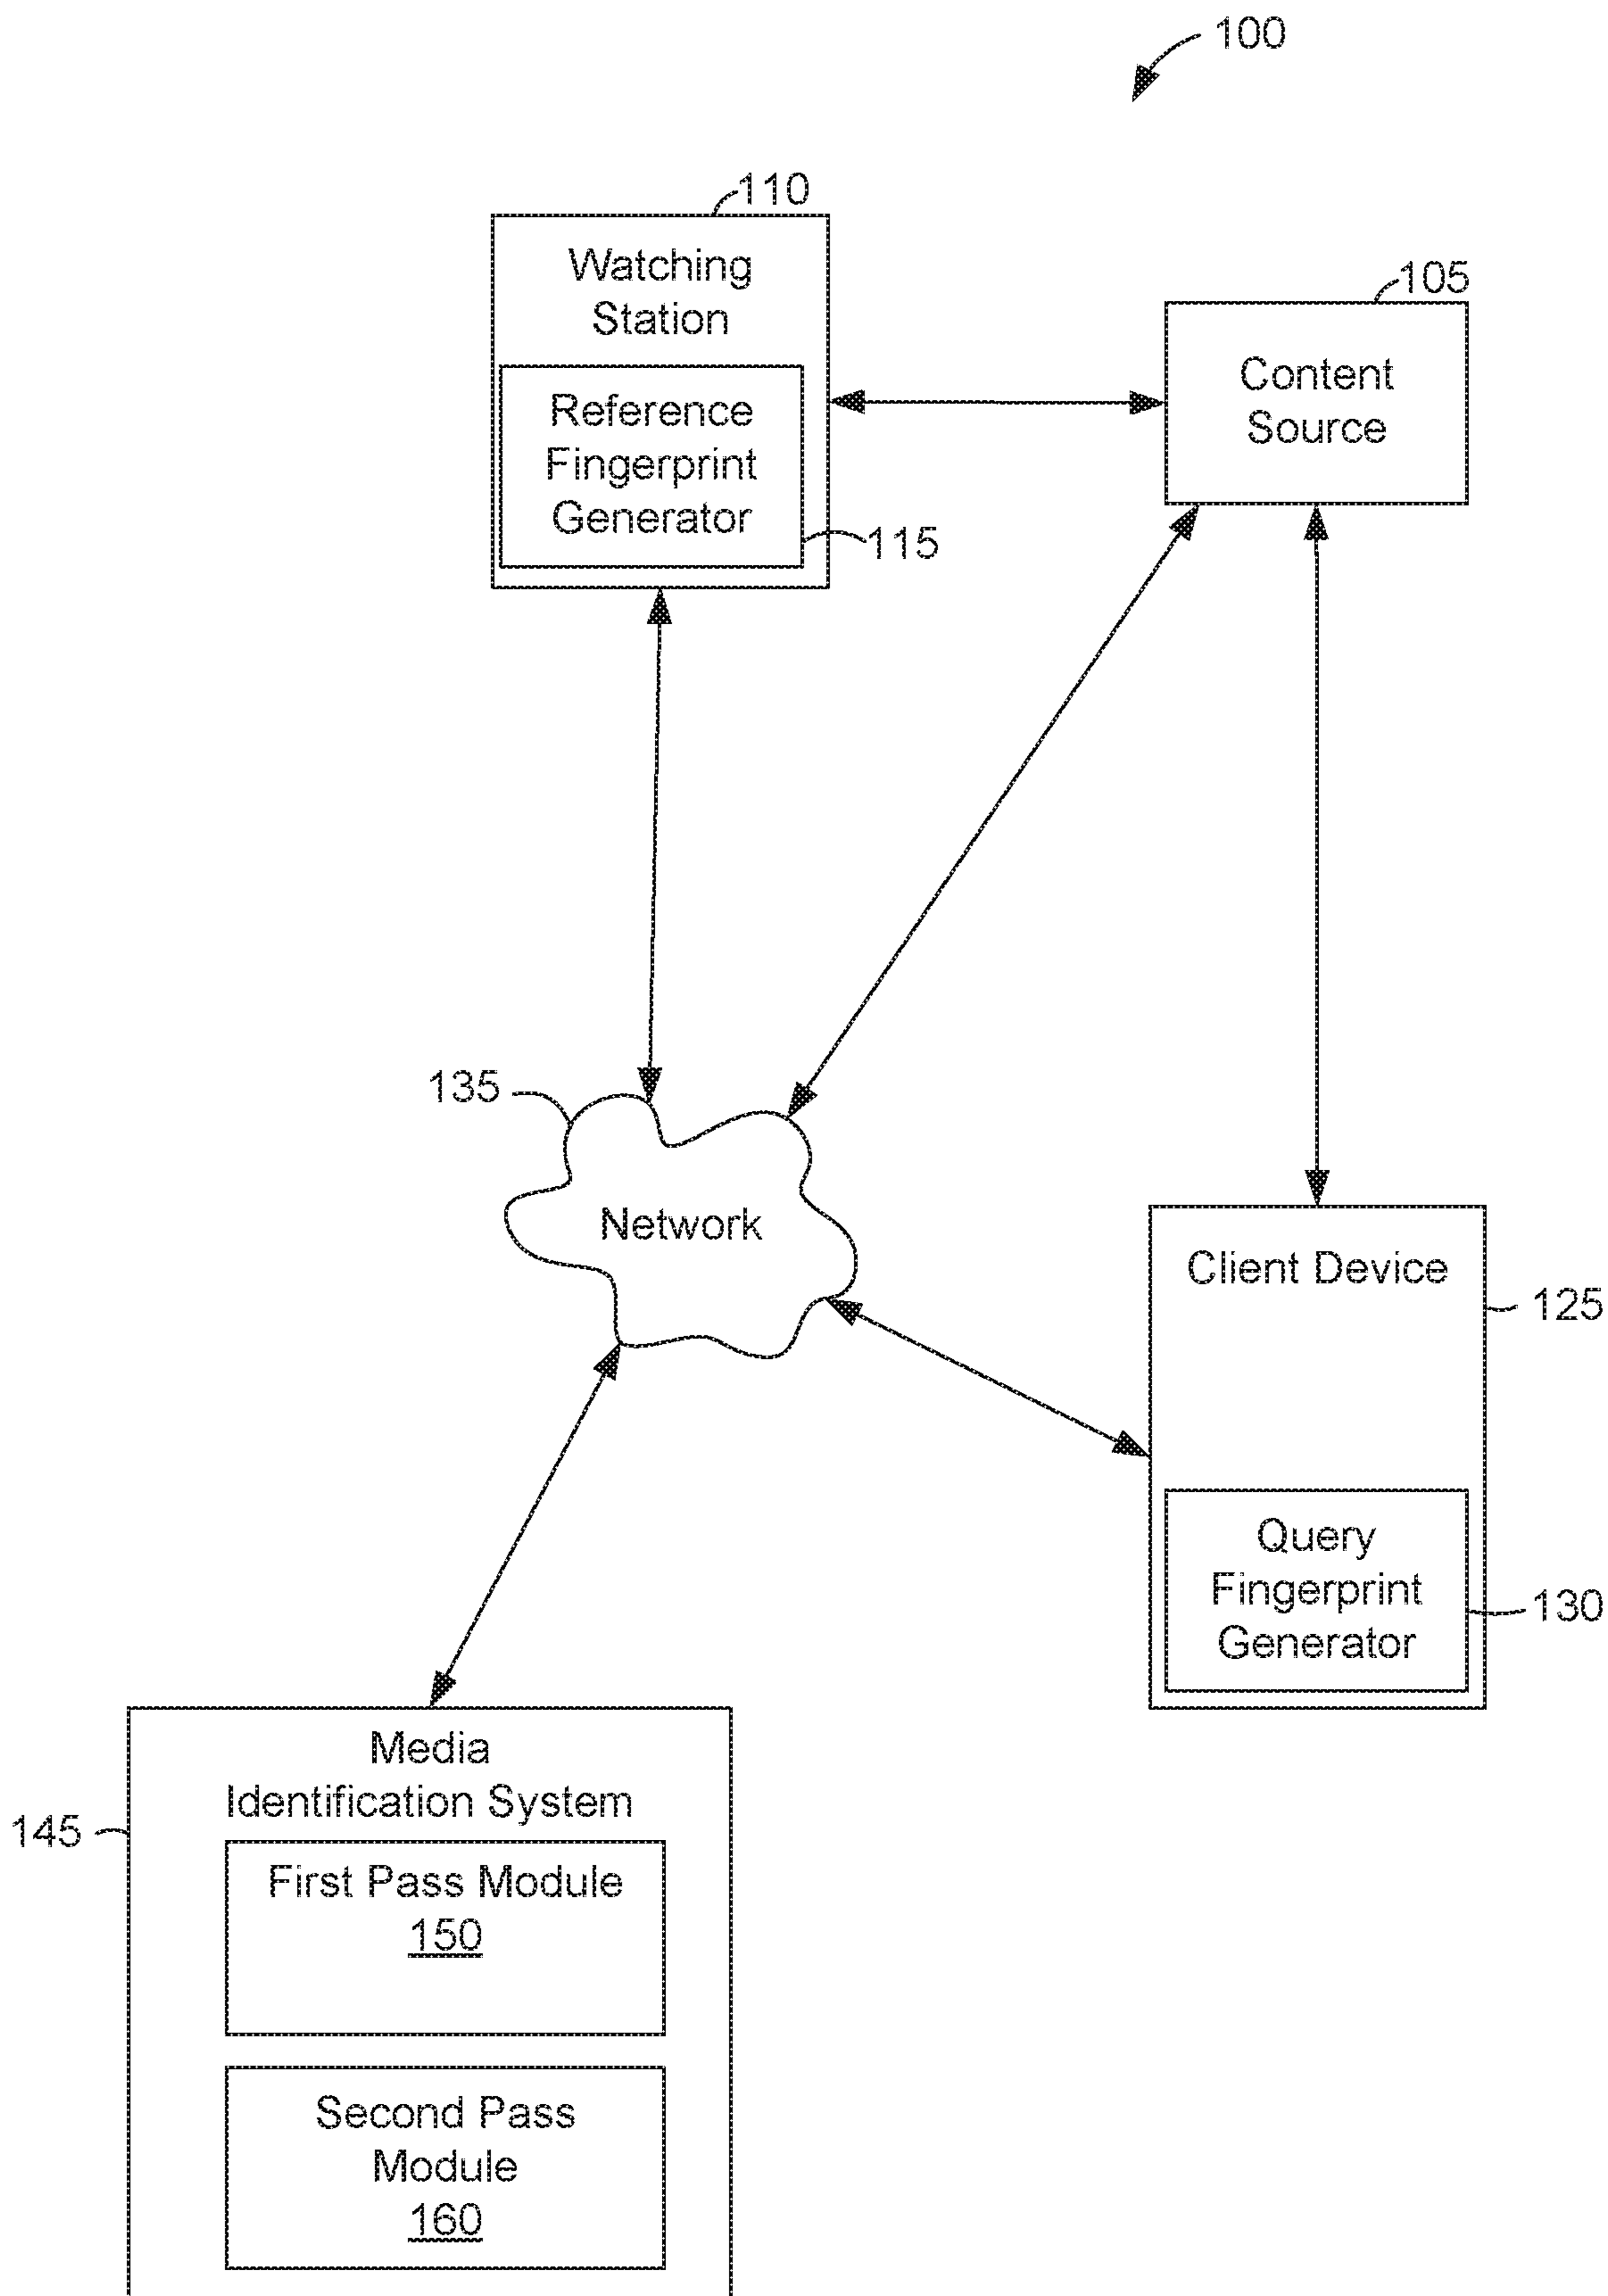 100
110
Watching
Station
Reference
Fingerprint
Generator
115
105
Content
Source
135
Network
Client Device
125
Query
Fingerprint
Generator
130
Media
Identification System
145
First Pass Module
150
Second Pass
Module
160